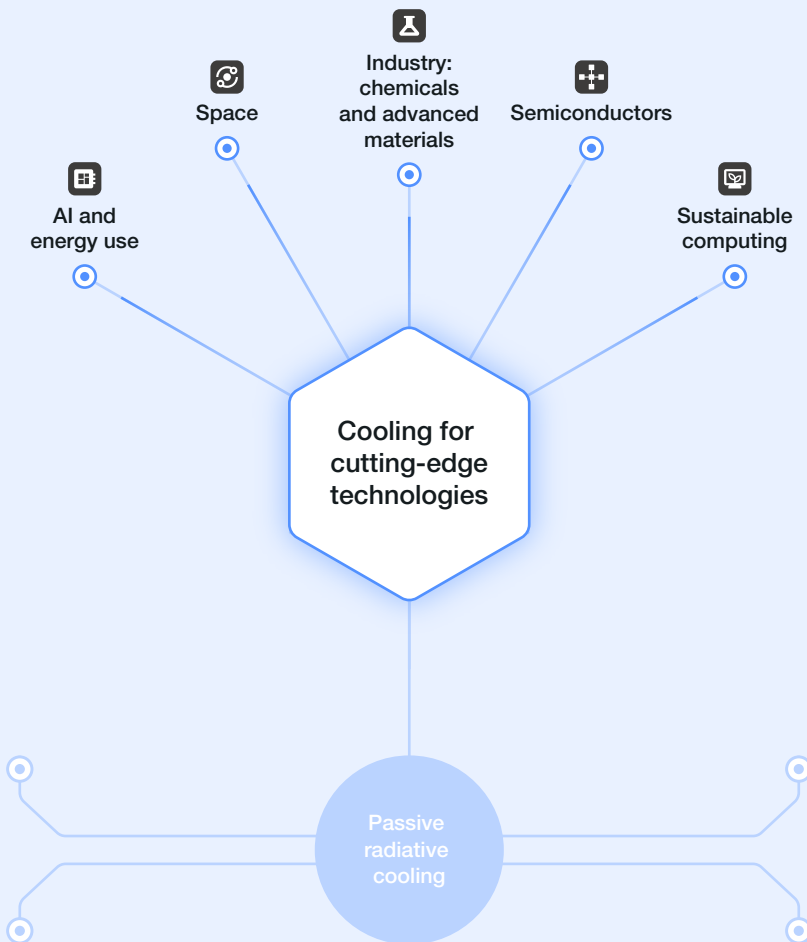 Industry:
chemicals
and advanced
materials
Space
Semiconductors
AI and
energy use
Sustainable
computing
Cooling for
cutting-edge
technologies
Passive
radiative
cooling